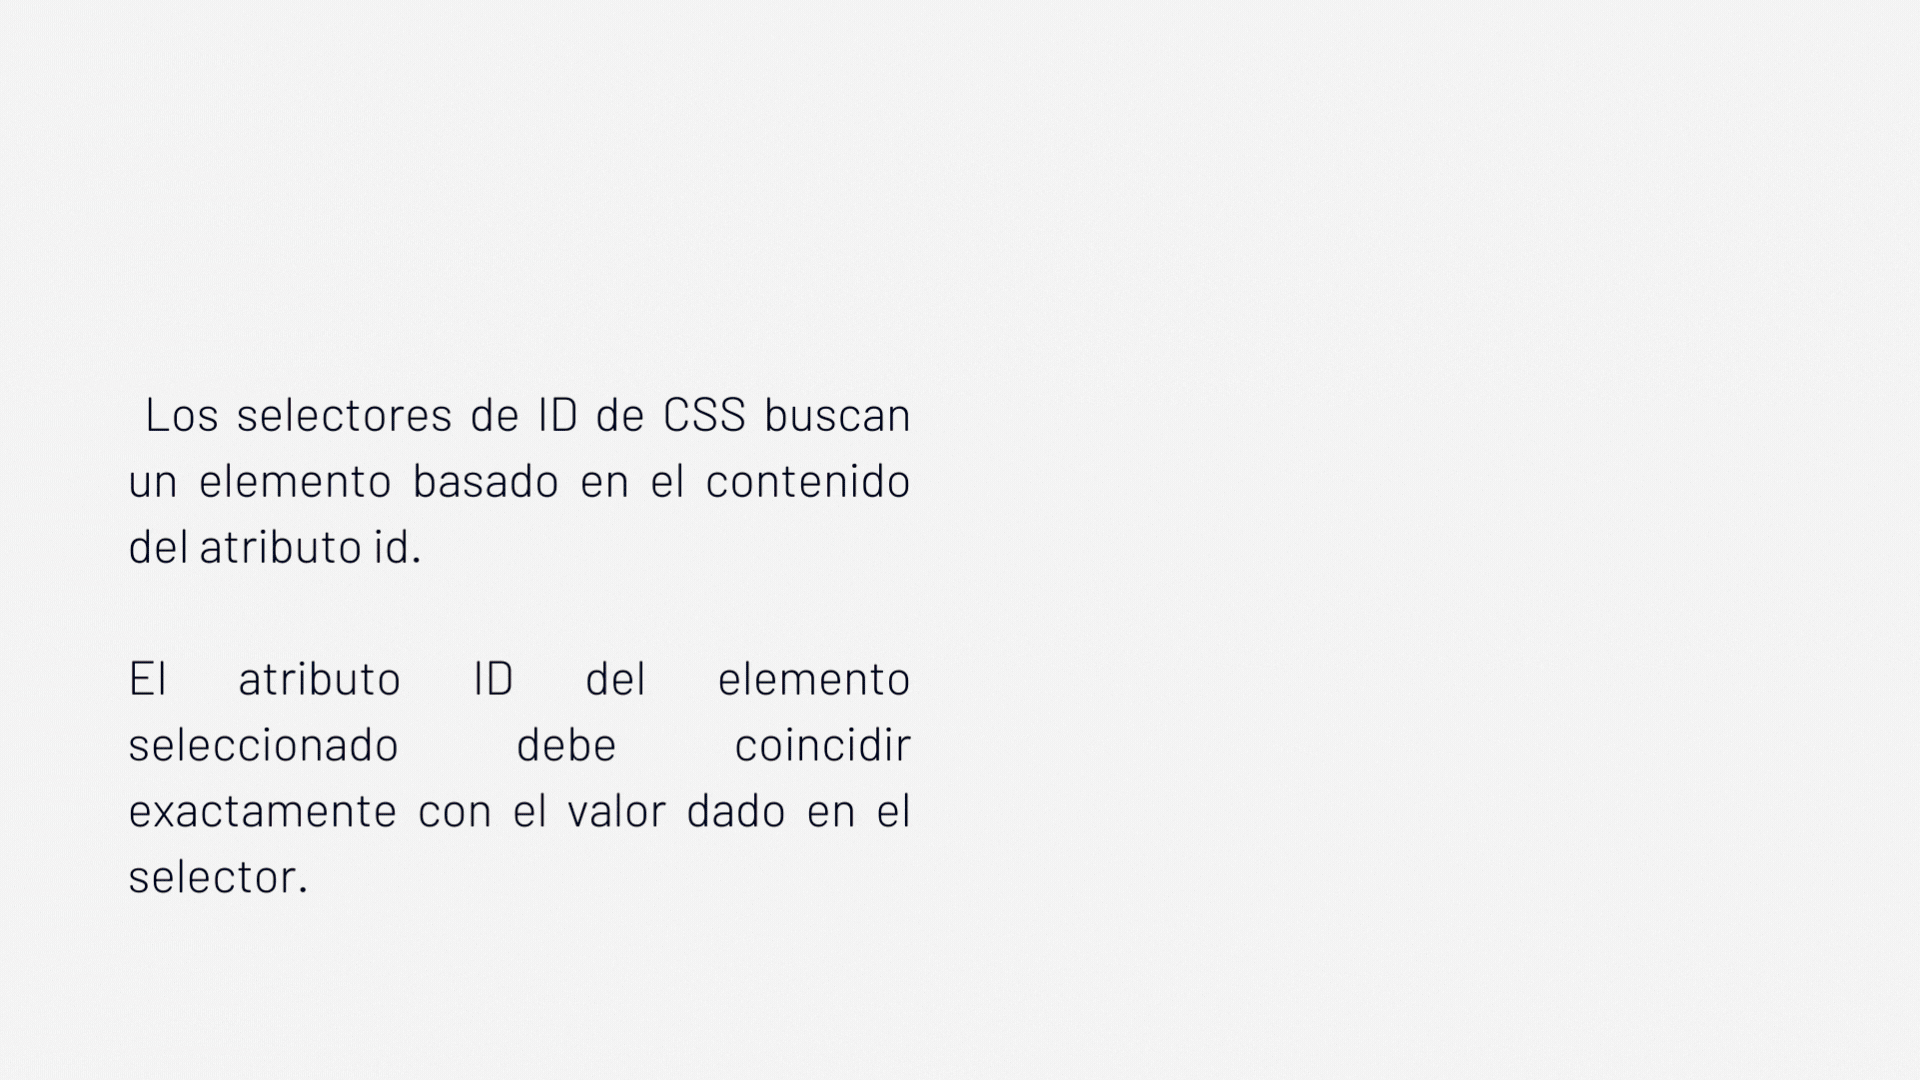 Los selectores de ID de CSS buscan
un elemento basado en el contenido
del atributo id.
El atributo ID del elemento
seleccionado debe coincidir
exactamente con el valor dado en el
selector.